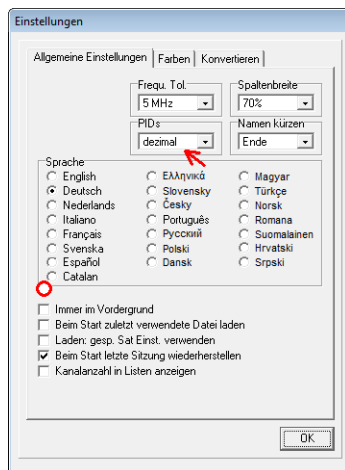 Einstellungen
Allgemeine Einstellungen Farben Konvertieren
Frequ. Tol. Spaltenbreite
5 MHz 70%
PIDs Namen kürzen
dezimal Ende
Sprache
English Ελληνικά Magyar
Deutsch Slovensky Türkçe
Nederlands Česky Norsk
Italiano Português Romana
Français Русский Suomalainen
Svenska Polski Hrvatski
Español Dansk Srpski
Catalan
Immer im Vordergrund
Beim Start zuletzt verwendete Datei laden
Laden: gesp. Sat Einst. verwenden
Beim Start letzte Sitzung wiederherstellen
Kanalanzahl in Listen anzeigen
OK